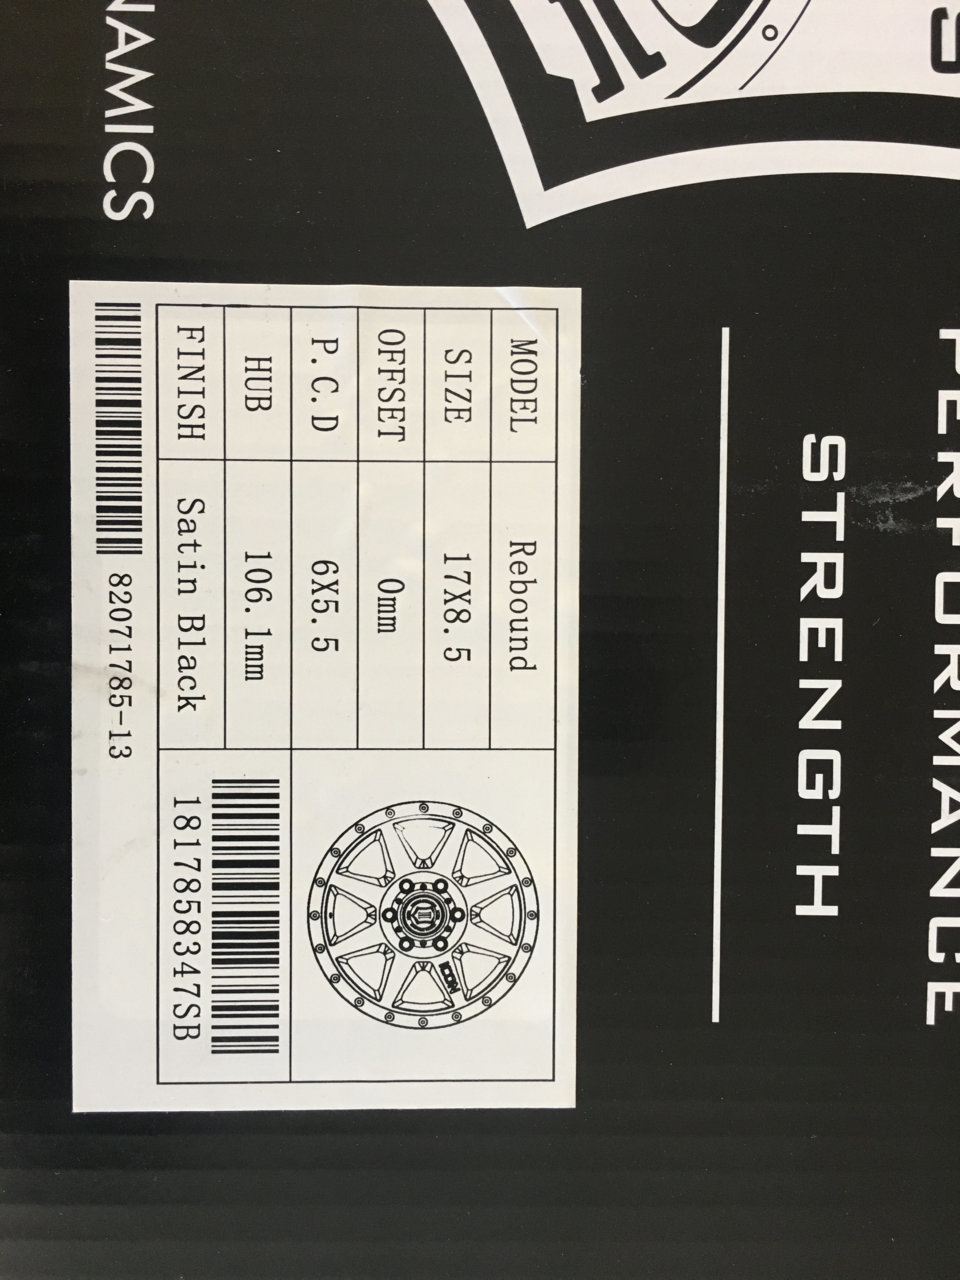 NAMICS
PERFORMANCE
STRENGTH
MODEL Rebound
SIZE 17X8.5
OFFSET 0mm
P.C.D 6X5.5
HUB 106.1mm
FINISH Satin Black
1817858347SB
82071785-13